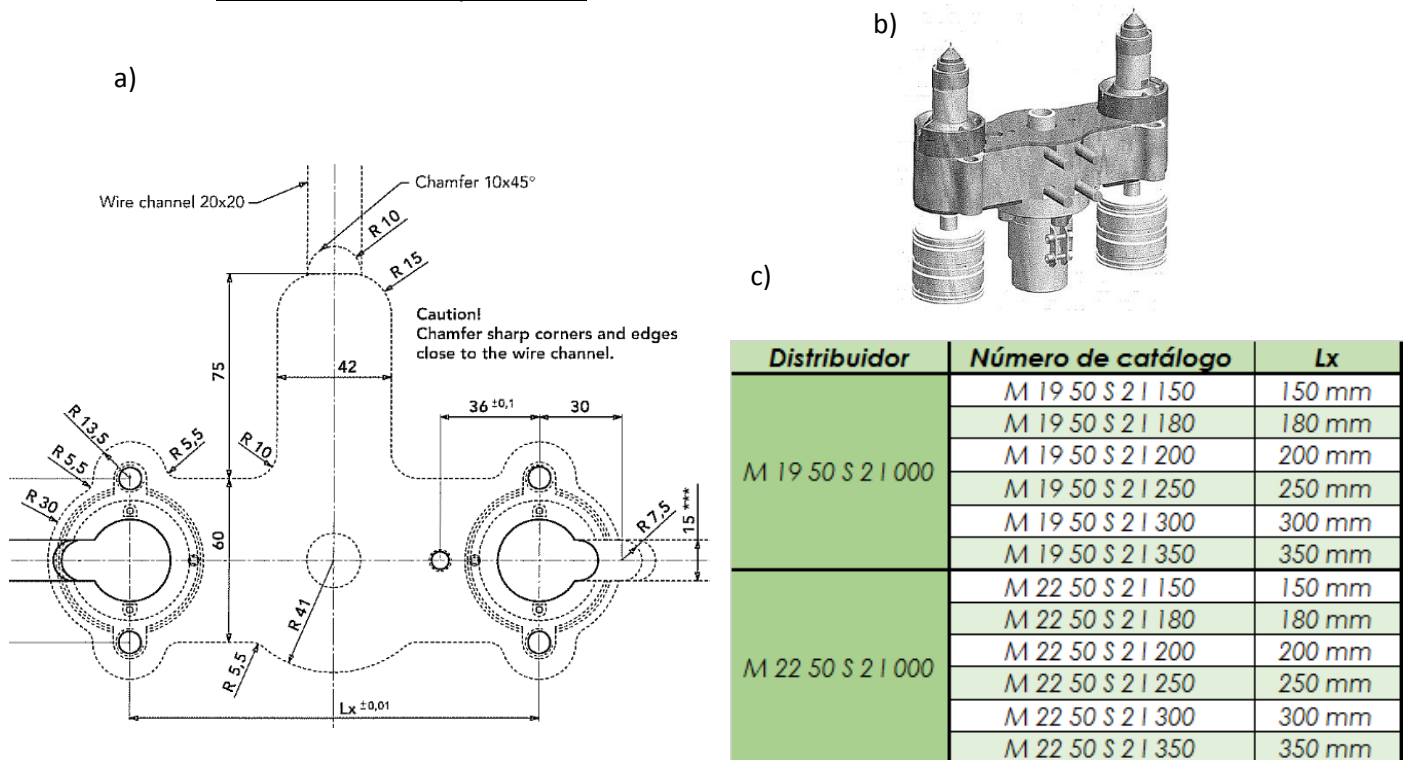 a)
b)
c)
Wire channel 20x20
Chamfer 10x45°
R 10
R 15
Caution!
Chamfer sharp corners and edges
close to the wire channel.
75
42
36 ±0,1
30
R 13,5
R 5,5
R 10
R 5,5
R 30
60
R 7,5
15 ***
R 41
R 5,5
Lx ±0,01
Distribuidor Número de catálogo Lx
M 19 50 S 2 I 000
M 19 50 S 2 I 150 150 mm
M 19 50 S 2 I 180 180 mm
M 19 50 S 2 I 200 200 mm
M 19 50 S 2 I 250 250 mm
M 19 50 S 2 I 300 300 mm
M 19 50 S 2 I 350 350 mm
M 22 50 S 2 I 000
M 22 50 S 2 I 150 150 mm
M 22 50 S 2 I 180 180 mm
M 22 50 S 2 I 200 200 mm
M 22 50 S 2 I 250 250 mm
M 22 50 S 2 I 300 300 mm
M 22 50 S 2 I 350 350 mm